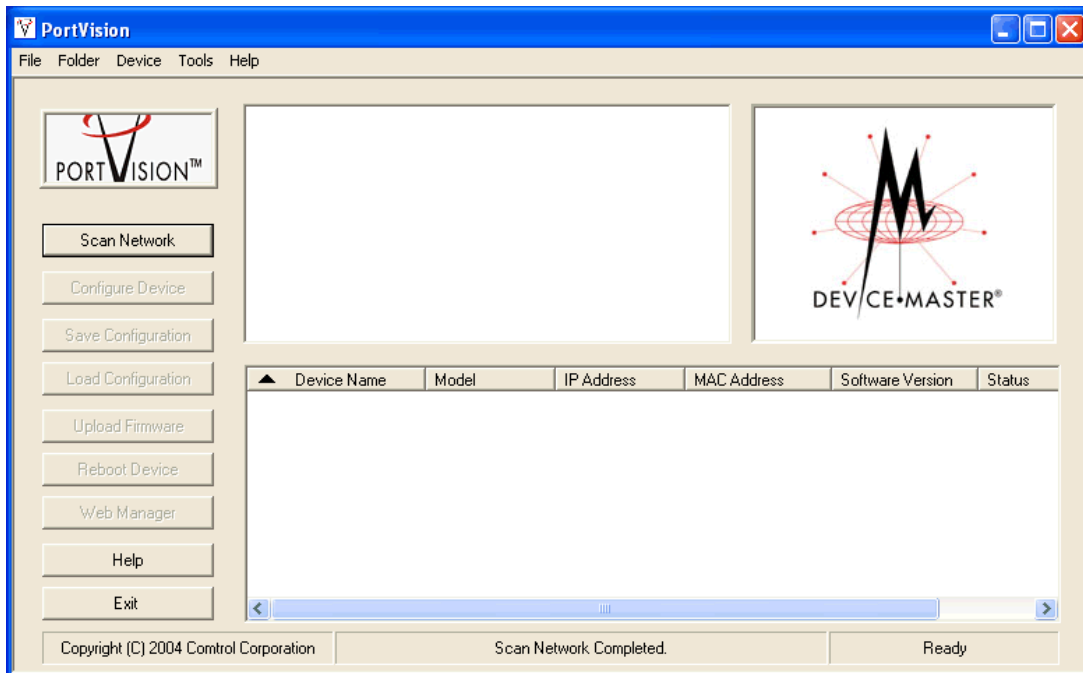 PortVision
File Folder Device Tools Help
PORT VISION™
DEVICE•MASTER®
Scan Network
Configure Device
Save Configuration
Load Configuration
Upload Firmware
Reboot Device
Web Manager
Help
Exit
Device Name Model IP Address MAC Address Software Version Status
Copyright (C) 2004 Comtrol Corporation Scan Network Completed. Ready